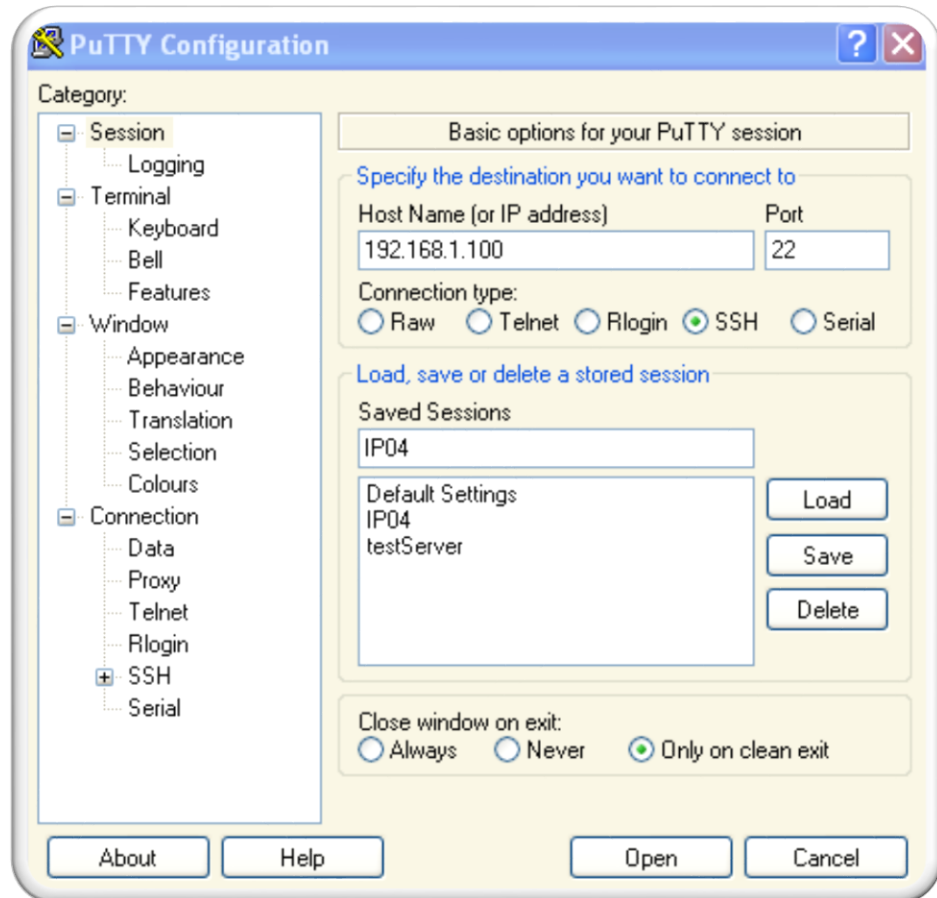 PuTTY Configuration
Category:
Session
Logging
Terminal
Keyboard
Bell
Features
Window
Appearance
Behaviour
Translation
Selection
Colours
Connection
Data
Proxy
Telnet
Rlogin
SSH
Serial
Basic options for your PuTTY session
Specify the destination you want to connect to
Host Name (or IP address) Port
192.168.1.100 22
Connection type:
Raw Telnet Rlogin SSH Serial
Load, save or delete a stored session
Saved Sessions
IP04
Default Settings
IP04
testServer
Load
Save
Delete
Close window on exit:
Always Never Only on clean exit
About Help Open Cancel